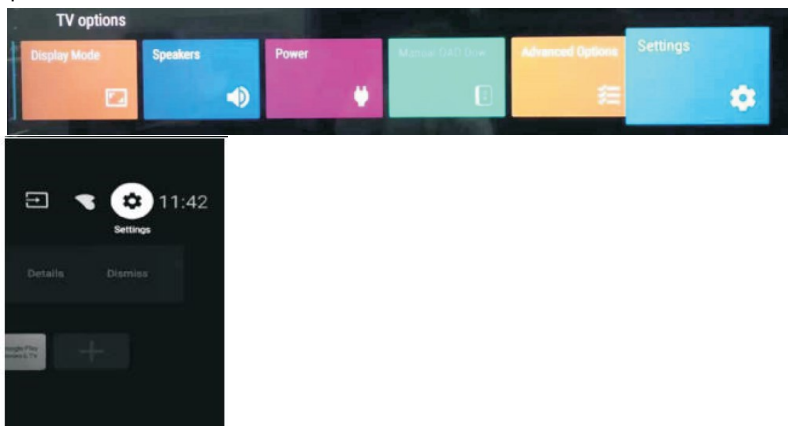 TV options
Display Mode
Speakers
Power
Advanced Options
Settings
11:42
Settings
Details
Dismiss